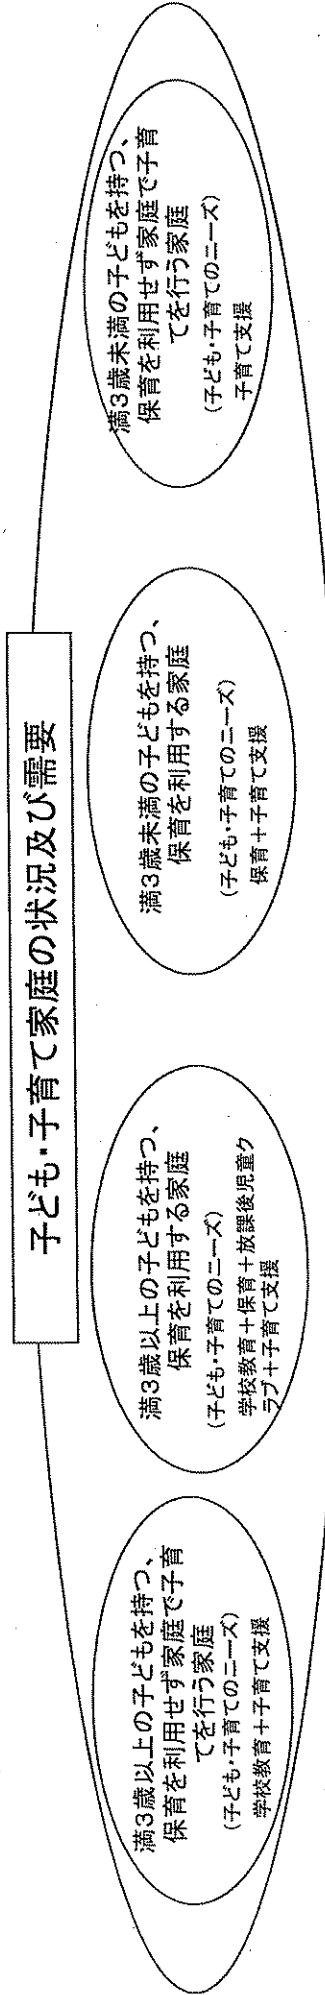 子ども・子育て家庭の状況及び需要
満3歳以上の子どもを持つ、
保育を利用せず家庭で子育
てを行う家庭
(子ども・子育てのニーズ)
学校教育＋子育て支援
満3歳以上の子どもを持つ、
保育を利用する家庭
(子ども・子育てのニーズ)
学校教育＋保育＋放課後児童ク
ラブ＋子育て支援
満3歳未満の子どもを持つ、
保育を利用する家庭
(子ども・子育てのニーズ)
保育＋子育て支援
満3歳未満の子どもを持つ、
保育を利用せず家庭で子育
てを行う家庭
(子ども・子育てのニーズ)
子育て支援